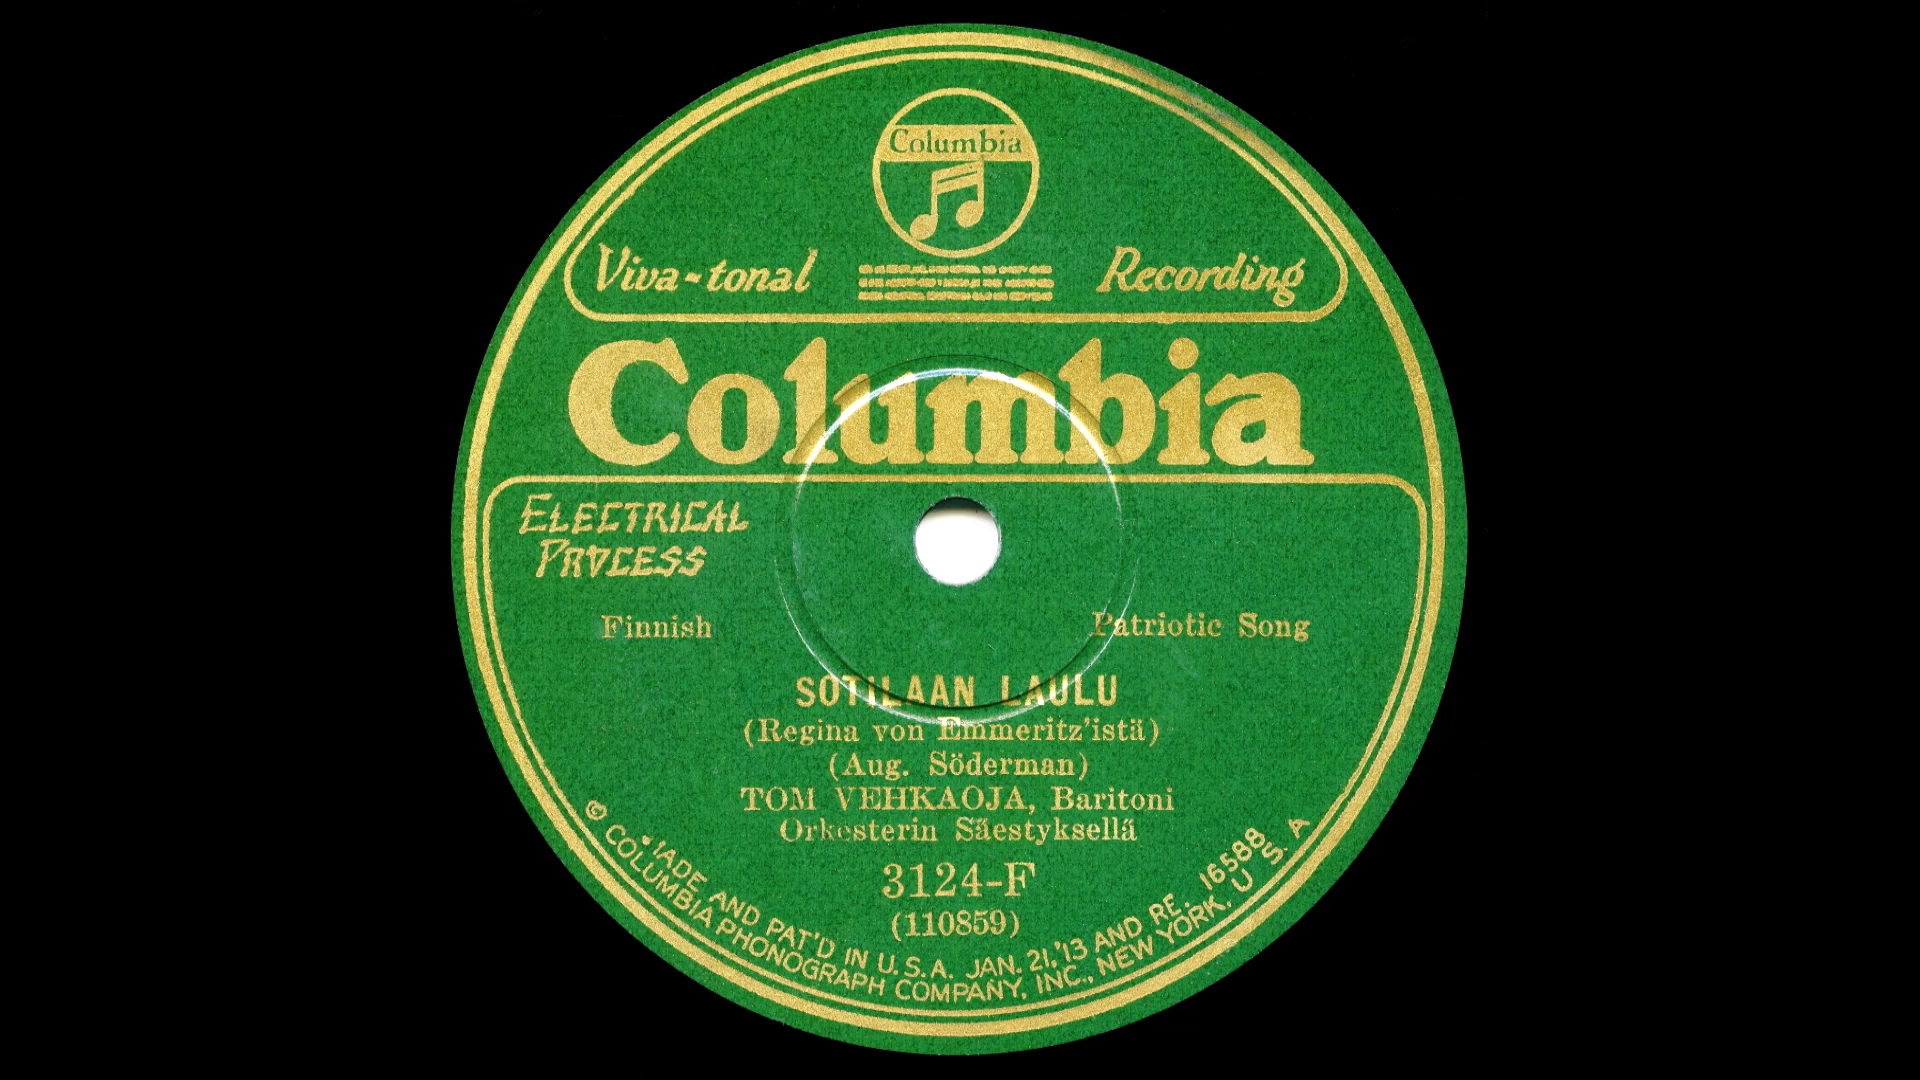 Columbia
Viva-tonal Recording
Columbia
ELECTRICAL
PROCESS
Finnish Patriotic Song
SOTILAAN LAULU
(Regina von Emmeritz'istä)
(Aug. Söderman)
TOM VEHKAOJA, Baritoni
Orkesterin Säestyksellä
3124-F
(110859)
MADE AND PAT'D IN U.S.A. JAN. 21,'13 AND RE. 16588
© COLUMBIA PHONOGRAPH COMPANY, INC., NEW YORK, U.S.A